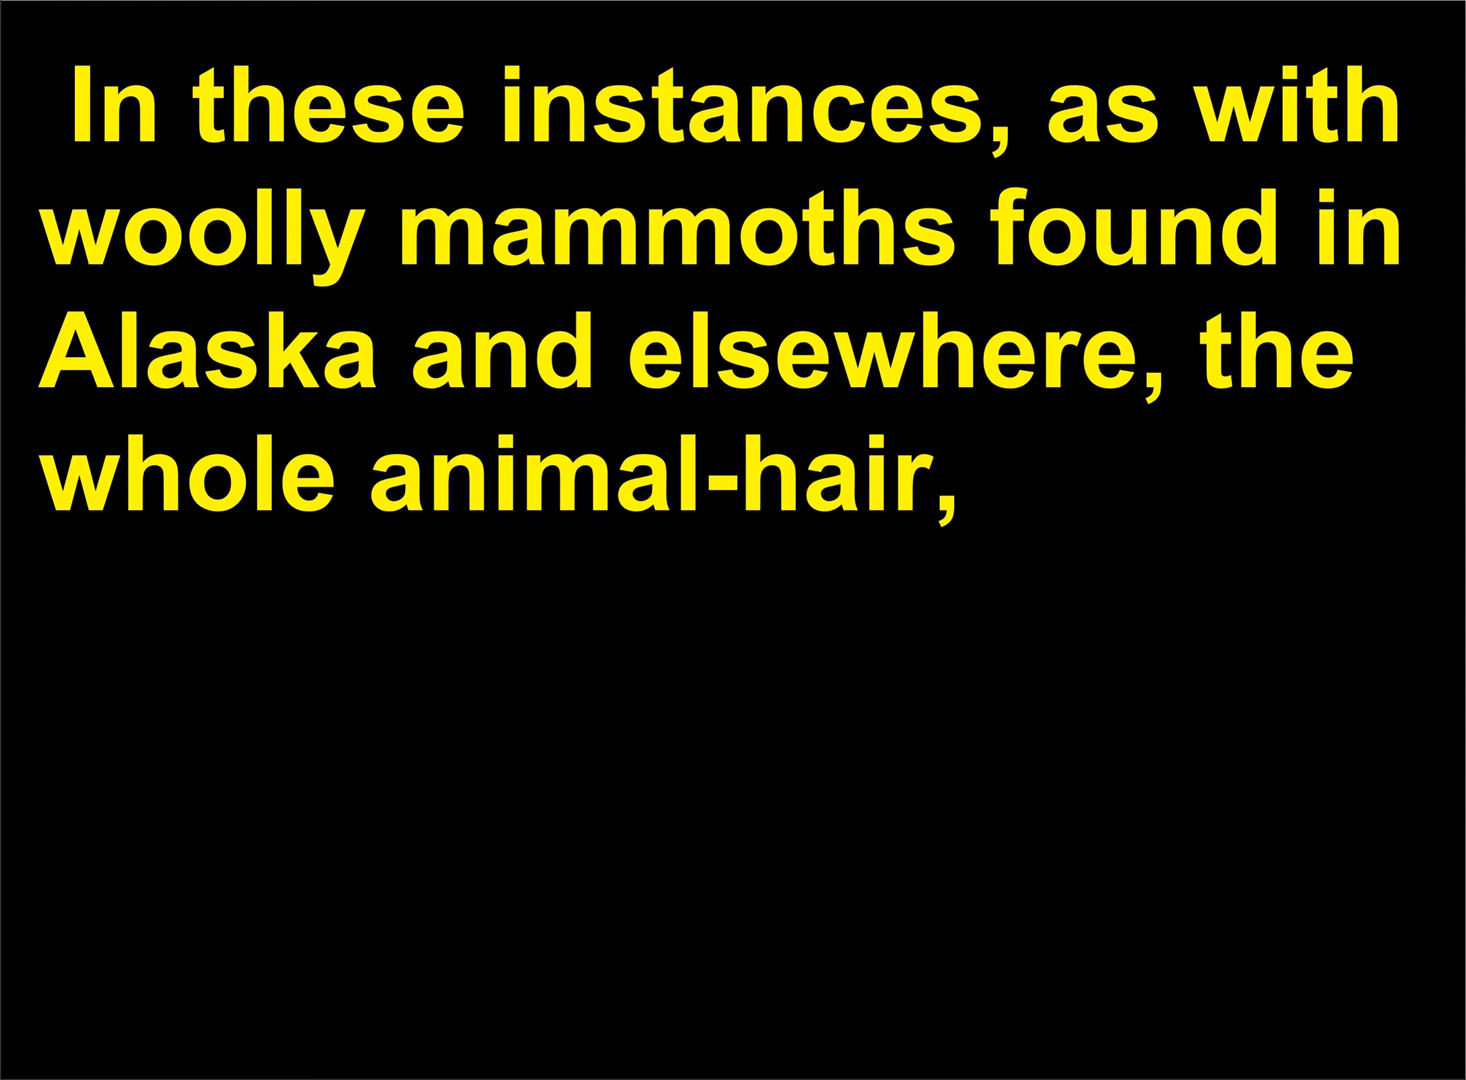 In these instances, as with
woolly mammoths found in
Alaska and elsewhere, the
whole animal-hair,